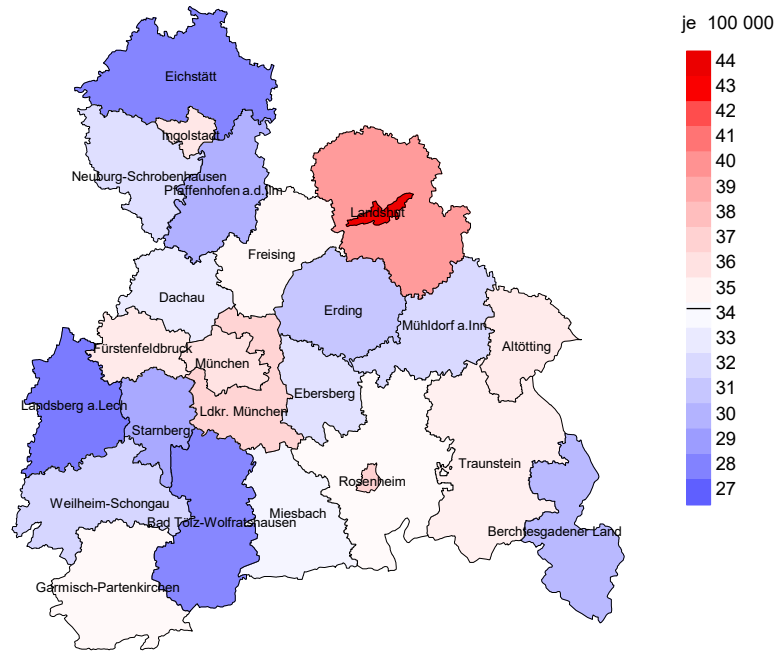 je 100 000
44
43
42
41
40
39
38
37
36
35
34
33
32
31
30
29
28
27
Eichstätt
Ingolstadt
Neuburg-Schrobenhausen
Pfaffenhofen a.d.Ilm
Landshut
Freising
Dachau
Erding
Mühldorf a.Inn
Altötting
Fürstenfeldbruck
München
Ebersberg
Landsberg a.Lech
Ldkr. München
Starnberg
Traunstein
Rosenheim
Weilheim-Schongau
Miesbach
Bad Tölz-Wolfratshausen
Berchtesgadener Land
Garmisch-Partenkirchen